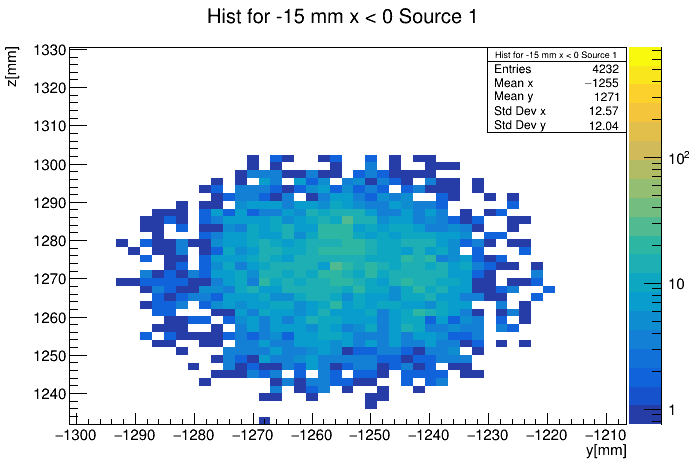 Hist for -15 mm x < 0 Source 1
z[mm]
1330
1320
1310
1300
1290
1280
1270
1260
1250
1240
Hist for -15 mm x < 0 Source 1
Entries 4232
Mean x −1255
Mean y 1271
Std Dev x 12.57
Std Dev y 12.04
10²
10
1
−1300 −1290 −1280 −1270 −1260 −1250 −1240 −1230 −1220 −1210
y[mm]